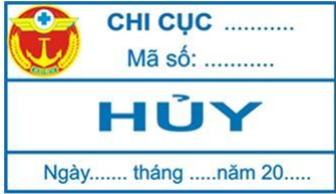 CHI CỤC ...........
Mã số: ...........
HỦY
Ngày....... tháng .....năm 20.....